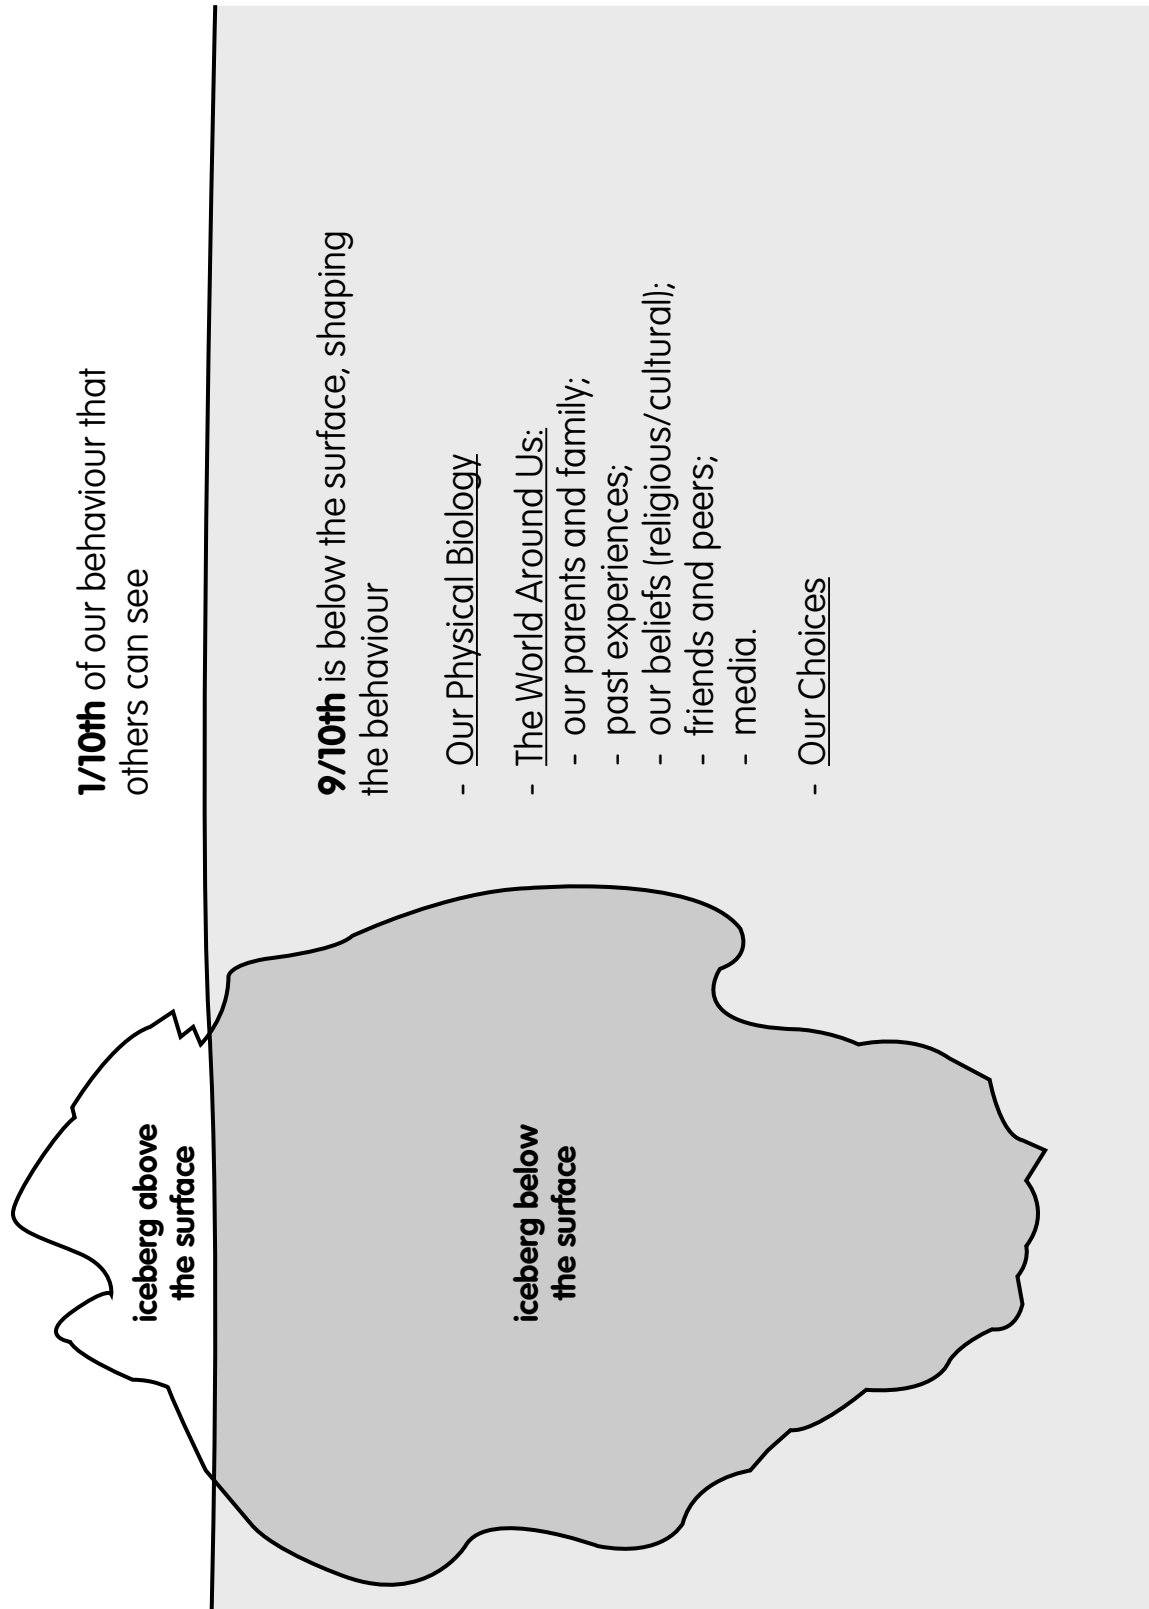 1/10th of our behaviour that
others can see
9/10th is below the surface, shaping
the behaviour
- Our Physical Biology
- The World Around Us:
- our parents and family;
- past experiences;
- our beliefs (religious/cultural);
- friends and peers;
- media.
- Our Choices
iceberg above
the surface
iceberg below
the surface